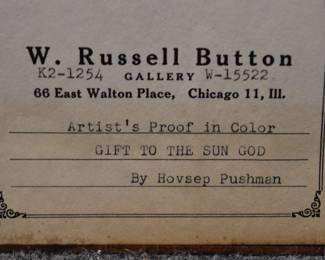 W. Russell Button
K2-1254 GALLERY W-15522
66 East Walton Place, Chicago 11, Ill.
Artist's Proof in Color
GIFT TO THE SUN GOD
By Hovsep Pushman